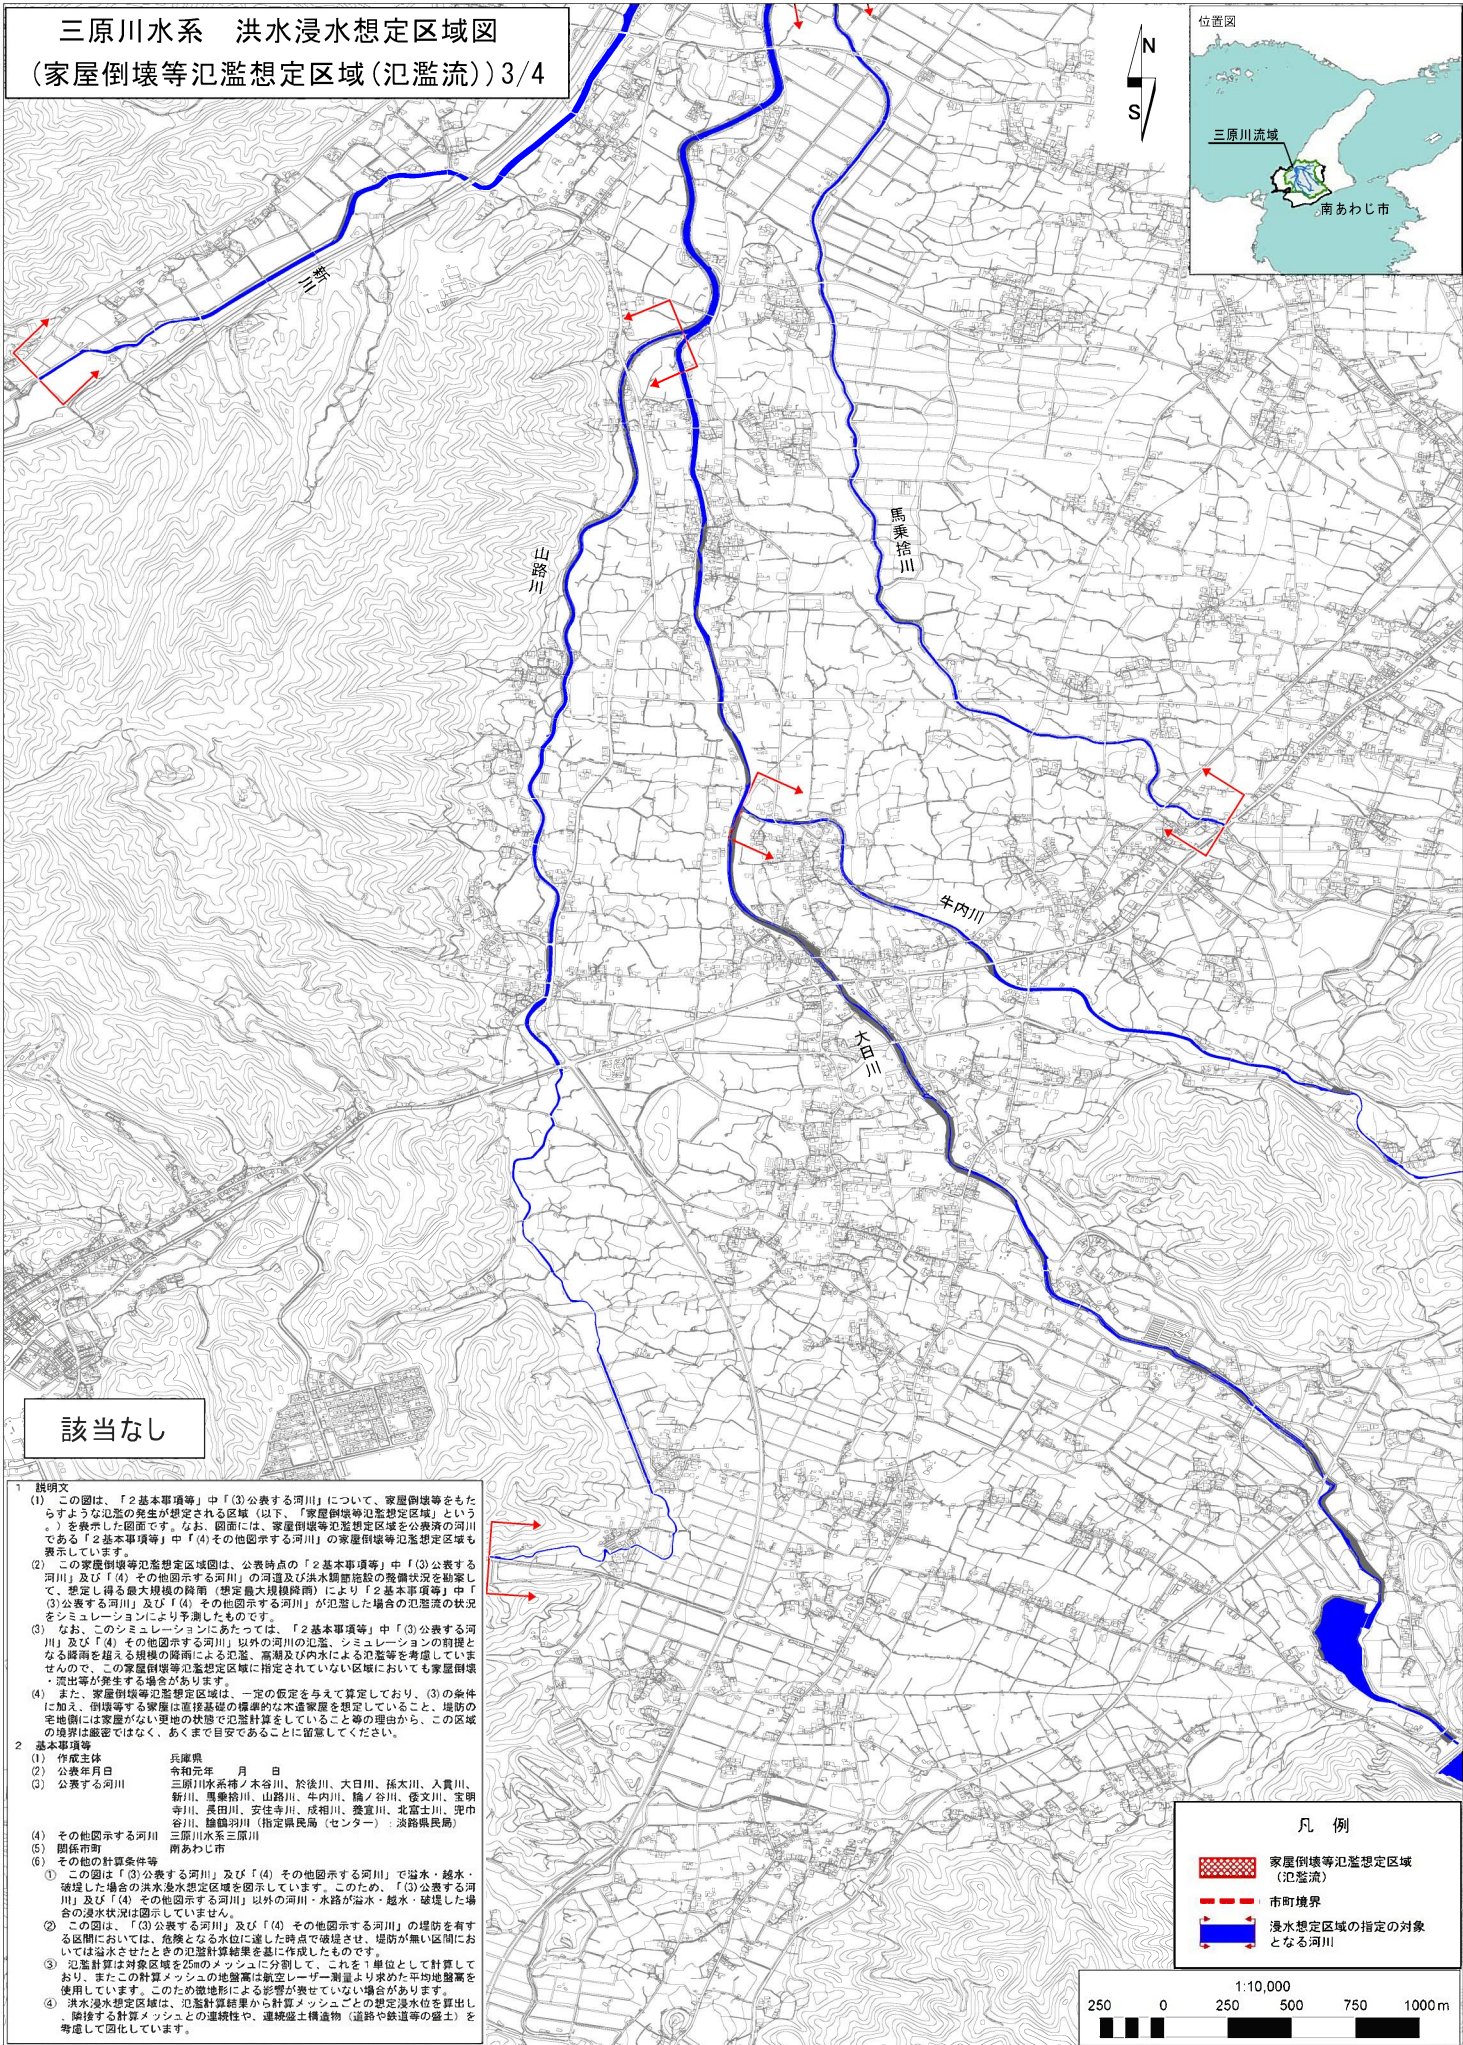 三原川水系　洪水浸水想定区域図
(家屋倒壊等氾濫想定区域(氾濫流))3/4
N
S
位置図
三原川流域
南あわじ市
新川
山路川
馬乗捨川
牛内川
大日川
該当なし
1　説明文
(1)　この図は、「2基本事項等」中「(3)公表する河川」について、家屋倒壊等をもた
らすような氾濫の発生が想定される区域（以下、「家屋倒壊等氾濫想定区域」という
。）を表示した図面です。なお、図面には、家屋倒壊等氾濫想定区域を公表済の河川
である「2基本事項等」中「(4)その他図示する河川」の家屋倒壊等氾濫想定区域も
表示しています。
(2)　この家屋倒壊等氾濫想定区域図は、公表時点の「2基本事項等」中「(3)公表する
河川」及び「(4) その他図示する河川」の河道及び洪水調節施設の整備状況を勘案し
て、想定し得る最大規模の降雨（想定最大規模降雨）により「2基本事項等」中「
(3)公表する河川」及び「(4) その他図示する河川」が氾濫した場合の氾濫流の状況
をシミュレーションにより予測したものです。
(3)　なお、このシミュレーションにあたっては、「2基本事項等」中「(3)公表する河
川」及び「(4) その他図示する河川」以外の河川の氾濫、シミュレーションの前提と
なる降雨を超える規模の降雨による氾濫、高潮及び内水による氾濫等を考慮していま
せんので、この家屋倒壊等氾濫想定区域に指定されていない区域においても家屋倒壊
・流出等が発生する場合があります。
(4)　また、家屋倒壊等氾濫想定区域は、一定の仮定を与えて算定しており、(3)の条件
に加え、倒壊等する家屋は直接基礎の標準的な木造家屋を想定していること、堤防の
宅地側には家屋がない更地の状態で氾濫計算をしていること等の理由から、この区域
の境界は厳密ではなく、あくまで目安であることに留意してください。
2　基本事項等
(1)　作成主体　兵庫県
(2)　公表年月日　令和元年　月　日
(3)　公表する河川　三原川水系　木谷川、於後川、大日川、孫太川、入貫川、
新川、馬乗捨川、山路川、牛内川、　ノ谷川、倭文川、宝明
寺川、長田川、安住寺川、成相川、養宜川、北富士川、
谷川、諭鶴羽川（指定県民局（センター）：淡路県民局）
(4)　その他図示する河川　三原川水系三原川
(5)　関係市町　南あわじ市
(6)　その他の計算条件等
①　この図は「(3)公表する河川」及び「(4) その他図示する河川」で溢水・越水・
破堤した場合の洪水浸水想定区域を図示しています。このため、「(3)公表する河
川」及び「(4) その他図示する河川」以外の河川・水路が溢水・越水・破堤した場
合の浸水状況は図示していません。
②　この図は、「(3)公表する河川」及び「(4) その他図示する河川」の堤防を有す
る区間においては、危険となる水位に達した時点で破堤させ、堤防が無い区間にお
いては溢水させたときの氾濫計算結果を基に作成したものです。
③　氾濫計算は対象区域を25mのメッシュに分割して、これを1単位として計算して
おり、またこの計算メッシュの地盤高は航空レーザー測量より求めた平均地盤高を
使用しています。このため微地形による影響が表せていない場合があります。
④　洪水浸水想定区域は、氾濫計算結果から計算メッシュごとの想定浸水位を算出し
、隣接する計算メッシュとの連続性や、連続盛土構造物（道路や鉄道等の盛土）を
考慮して図化しています。
凡　例
家屋倒壊等氾濫想定区域
（氾濫流）
市町境界
浸水想定区域の指定の対象
となる河川
1:10,000
250　0　250　500　750　1000m